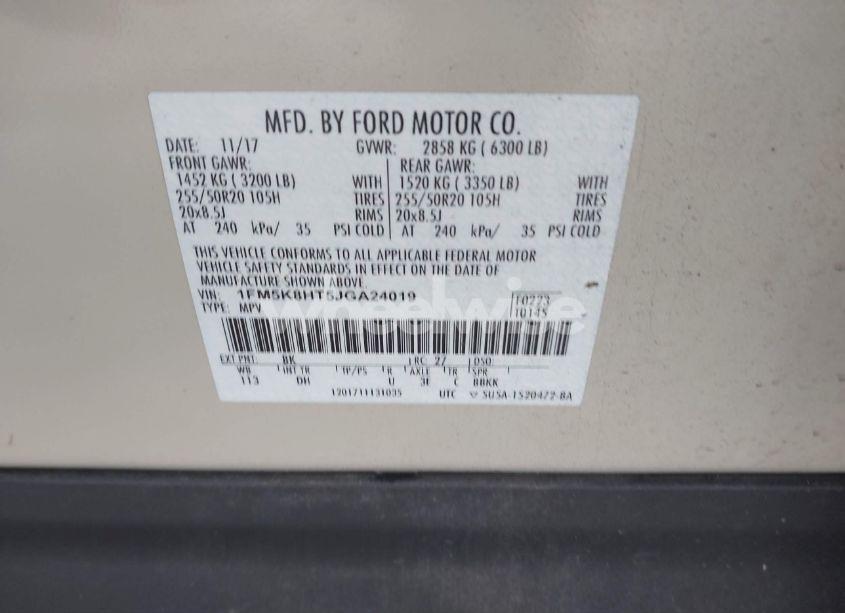 MFD. BY FORD MOTOR CO.
DATE: 11/17 GVWR: 2858 KG ( 6300 LB)
FRONT GAWR: REAR GAWR:
1452 KG ( 3200 LB) WITH 1520 KG ( 3350 LB) WITH
255/50R20 105H TIRES 255/50R20 105H TIRES
20x8.5J RIMS 20x8.5J RIMS
AT 240 kPa/ 35 PSI COLD AT 240 kPa/ 35 PSI COLD
THIS VEHICLE CONFORMS TO ALL APPLICABLE FEDERAL MOTOR
VEHICLE SAFETY STANDARDS IN EFFECT ON THE DATE OF
MANUFACTURE SHOWN ABOVE.
VIN: 1FM5K8HT5JGA24019 F0223
TYPE: MPV T0145
wheelwise
EXT PNT: BK RC: 27 DSO:
WB INT TR TP/PS R AXLE TR SPR
113 DH U 3E C BBKK
1201711131035 UTC SUSA-1520472-BA